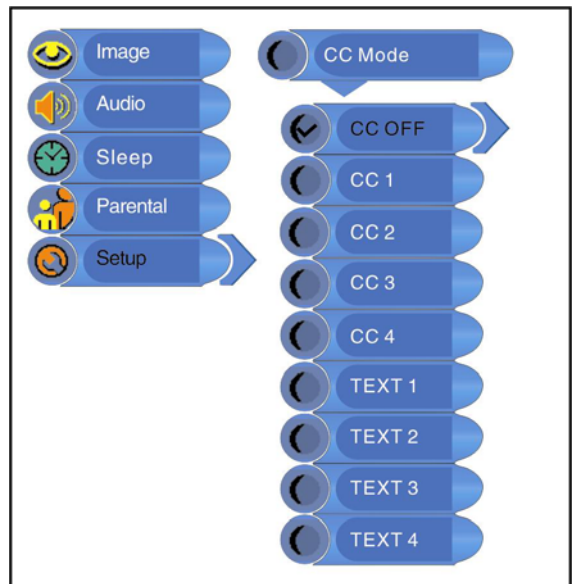 Image
Audio
Sleep
Parental
Setup
CC Mode
CC OFF
CC 1
CC 2
CC 3
CC 4
TEXT 1
TEXT 2
TEXT 3
TEXT 4